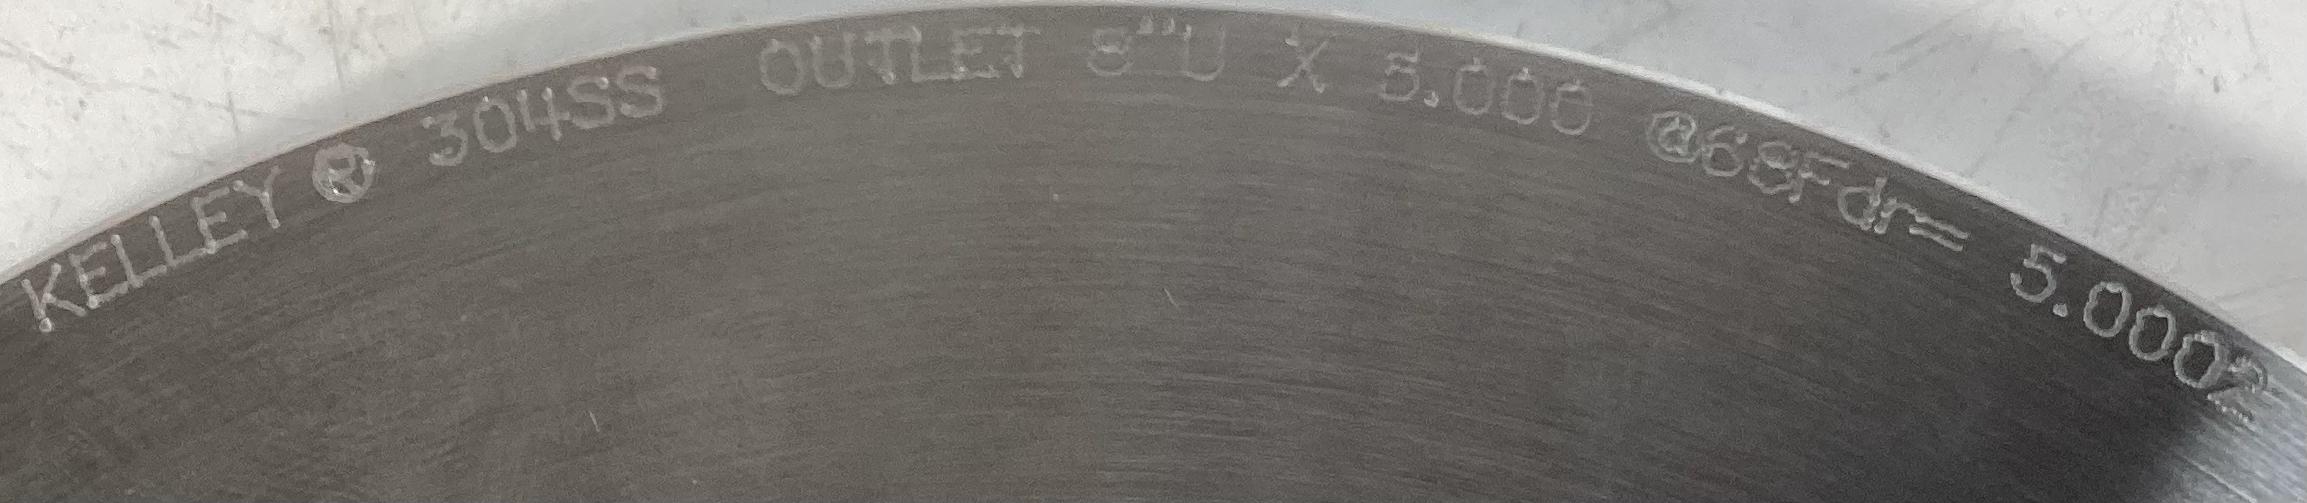 KELLEY ® 304SS OUTLET 8"U X 5.000 @68Fdr= 5.0002